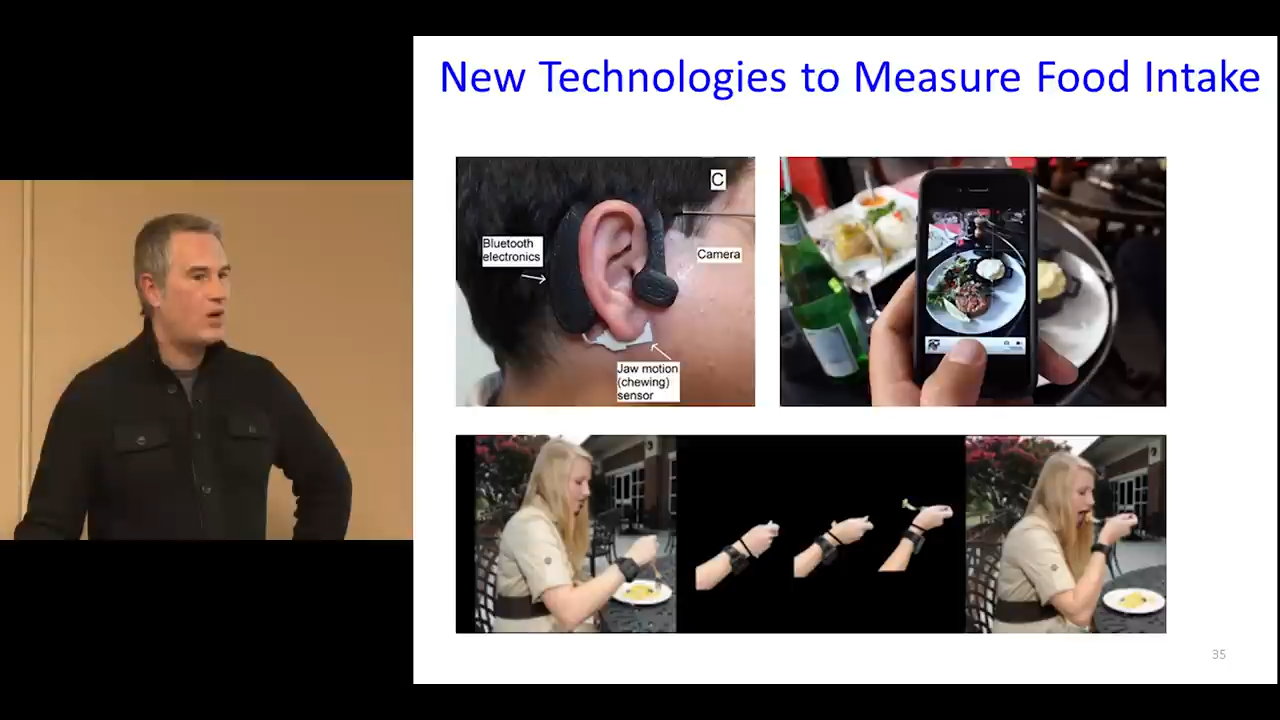 New Technologies to Measure Food Intake
C
Bluetooth
electronics
Camera
Jaw motion
(chewing)
sensor
35